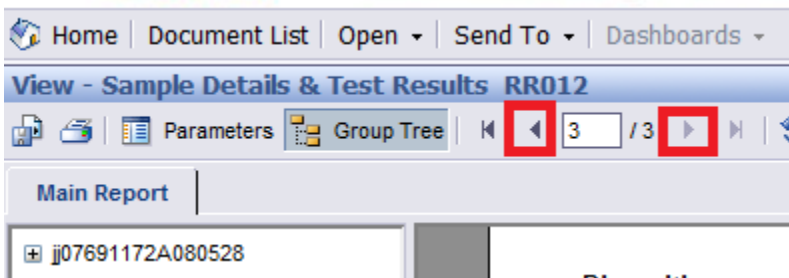 Home Document List Open Send To Dashboards
View - Sample Details & Test Results RR012
Parameters Group Tree 3 / 3
Main Report
jj07691172A080528